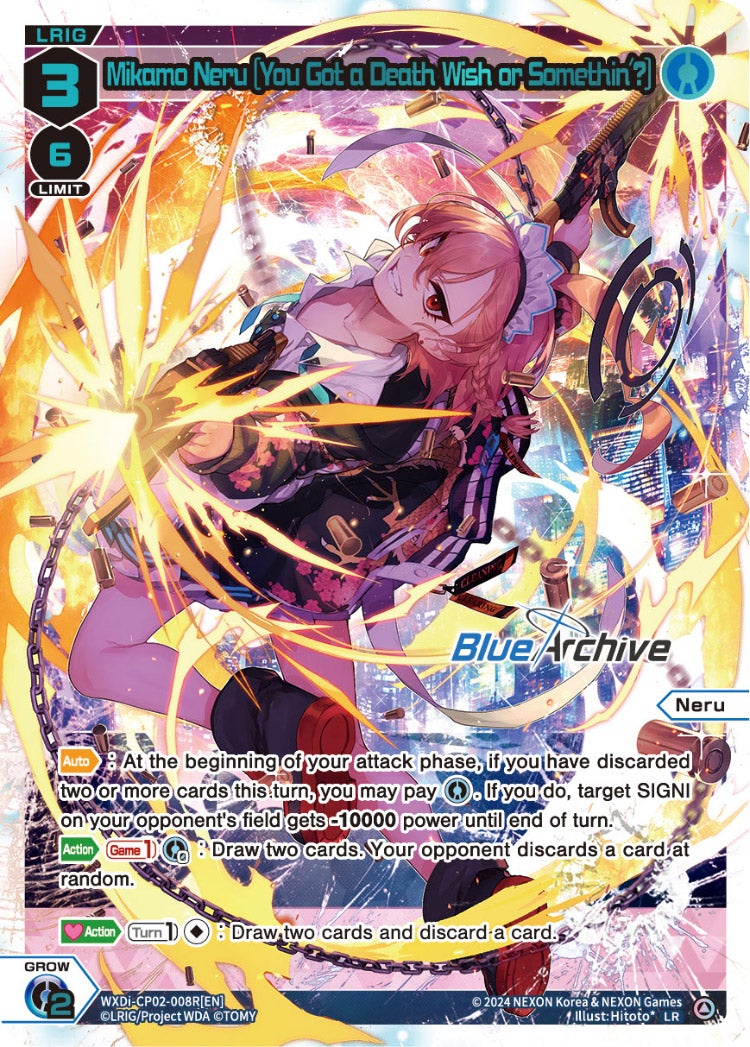 LRIG
3
Mikamo Neru (You Got a Death Wish or Somethin'?)
6
LIMIT
CLEANING
Blue Archive
Neru
Auto : At the beginning of your attack phase, if you have discarded
two or more cards this turn, you may pay . If you do, target SIGNI
on your opponent's field gets -10000 power until end of turn.
Action Game 1 0 : Draw two cards. Your opponent discards a card at
random.
Action Turn 1 : Draw two cards and discard a card.
GROW
2
WXDi-CP02-008R[EN]
©LRIG/Project WDA ©TOMY
© 2024 NEXON Korea & NEXON Games
Illust:Hitoto* LR